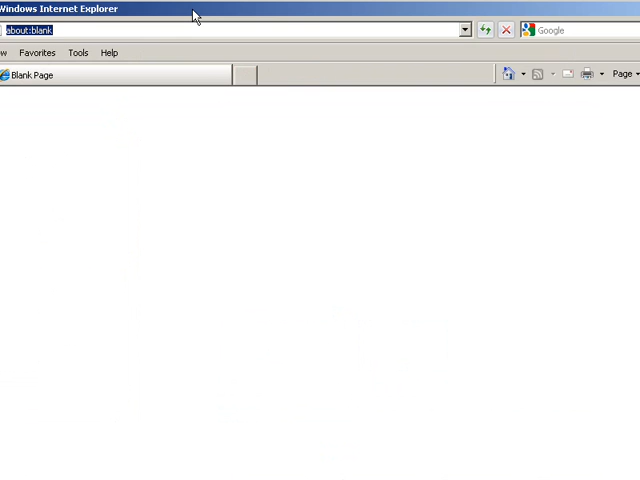 Windows Internet Explorer
about:blank
Google
Favorites Tools Help
Blank Page
Page